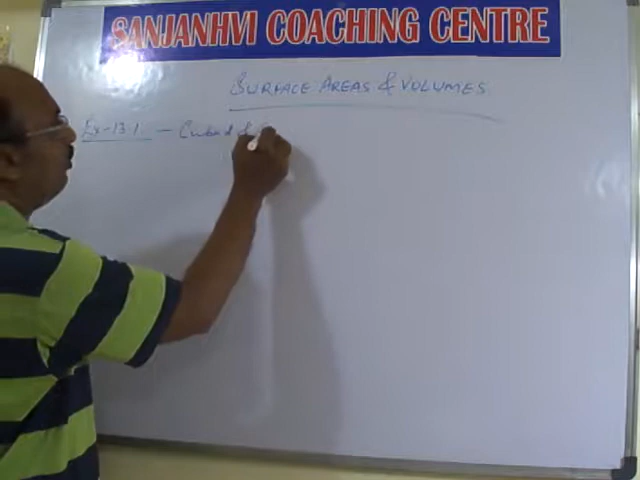 SANJANHVI COACHING CENTRE
SURFACE AREAS & VOLUMES
Ex-13.1 — Cuboid &